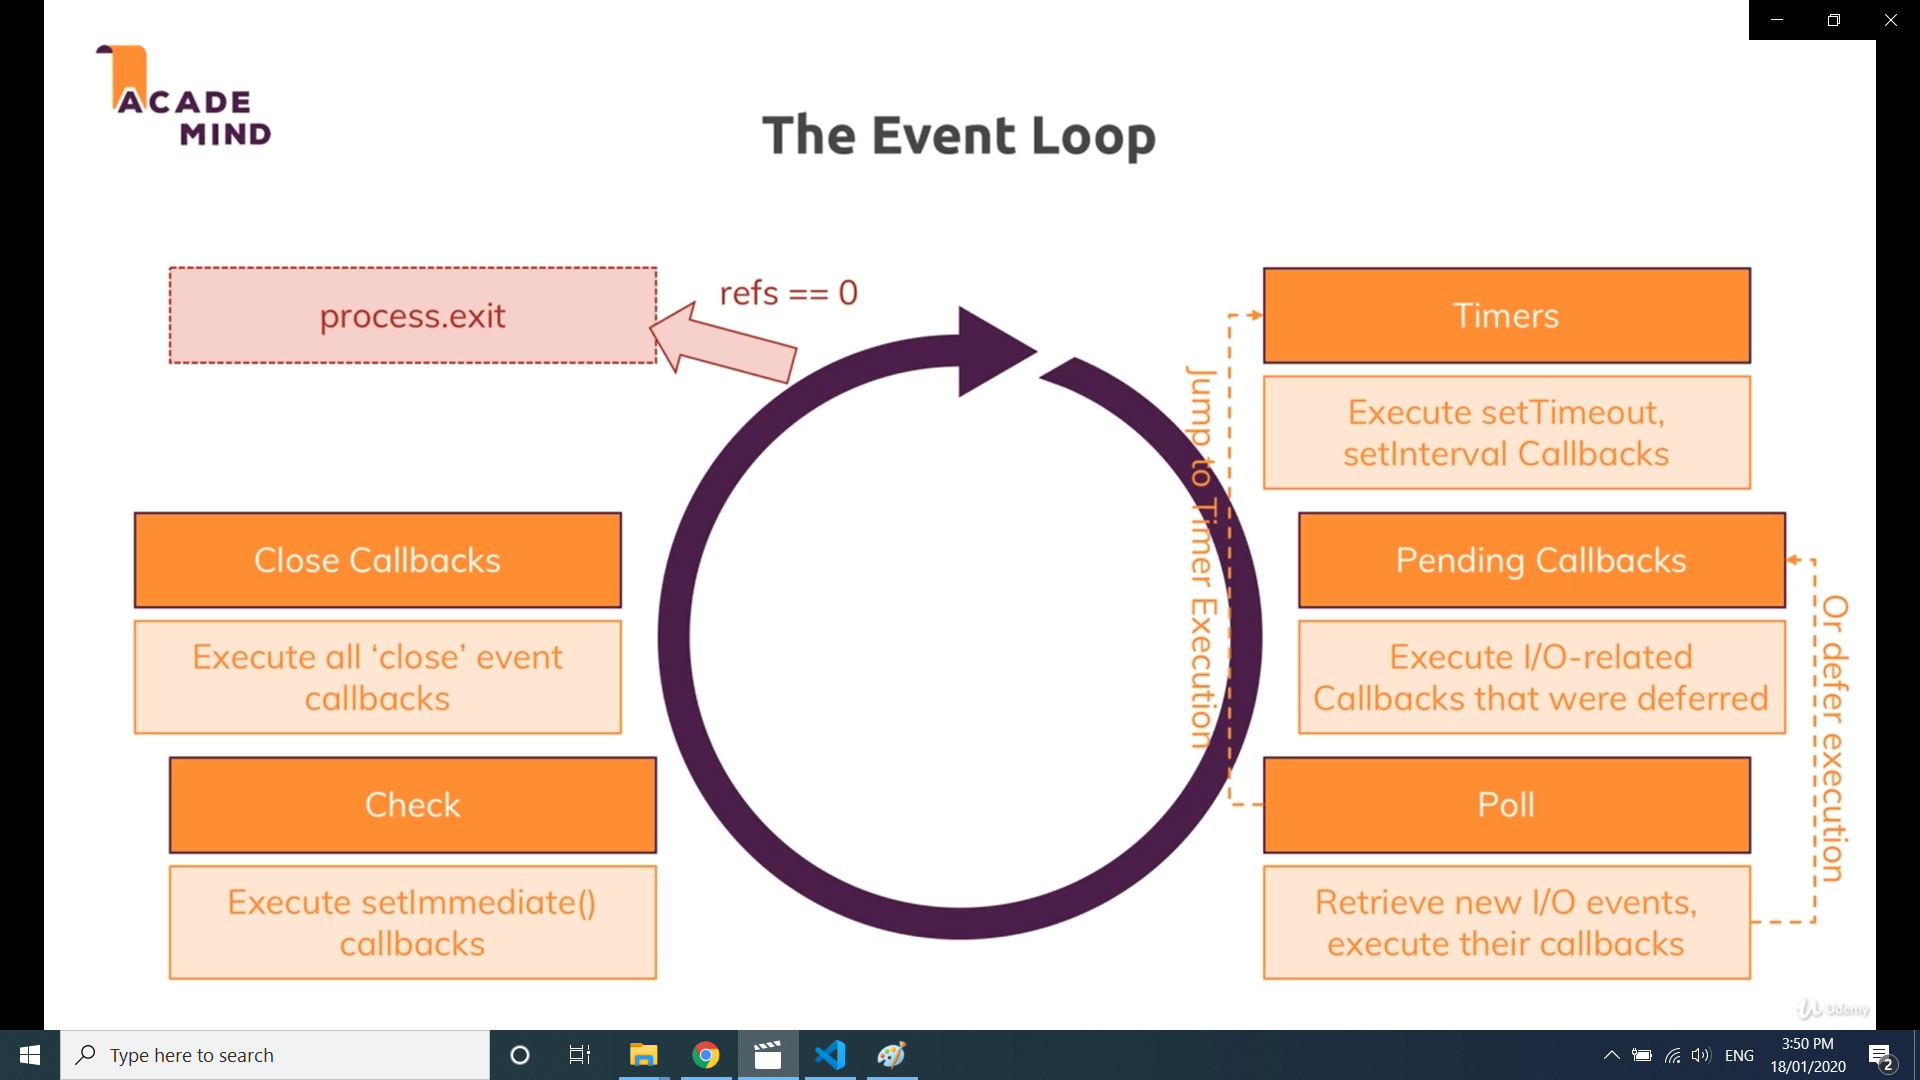 ACADE
MIND
The Event Loop
process.exit
refs == 0
Timers
Execute setTimeout,
setInterval Callbacks
Jump to Timer Execution
Close Callbacks
Execute all ‘close’ event
callbacks
Pending Callbacks
Execute I/O-related
Callbacks that were deferred
Or defer execution
Check
Execute setImmediate()
callbacks
Poll
Retrieve new I/O events,
execute their callbacks
Udemy
Type here to search
ENG
3:50 PM
18/01/2020
2